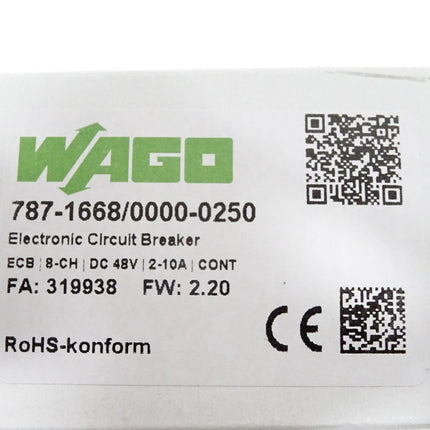 WAGO
787-1668/0000-0250
Electronic Circuit Breaker
ECB | 8-CH | DC 48V | 2-10A | CONT
FA: 319938 FW: 2.20
RoHS-konform
CE